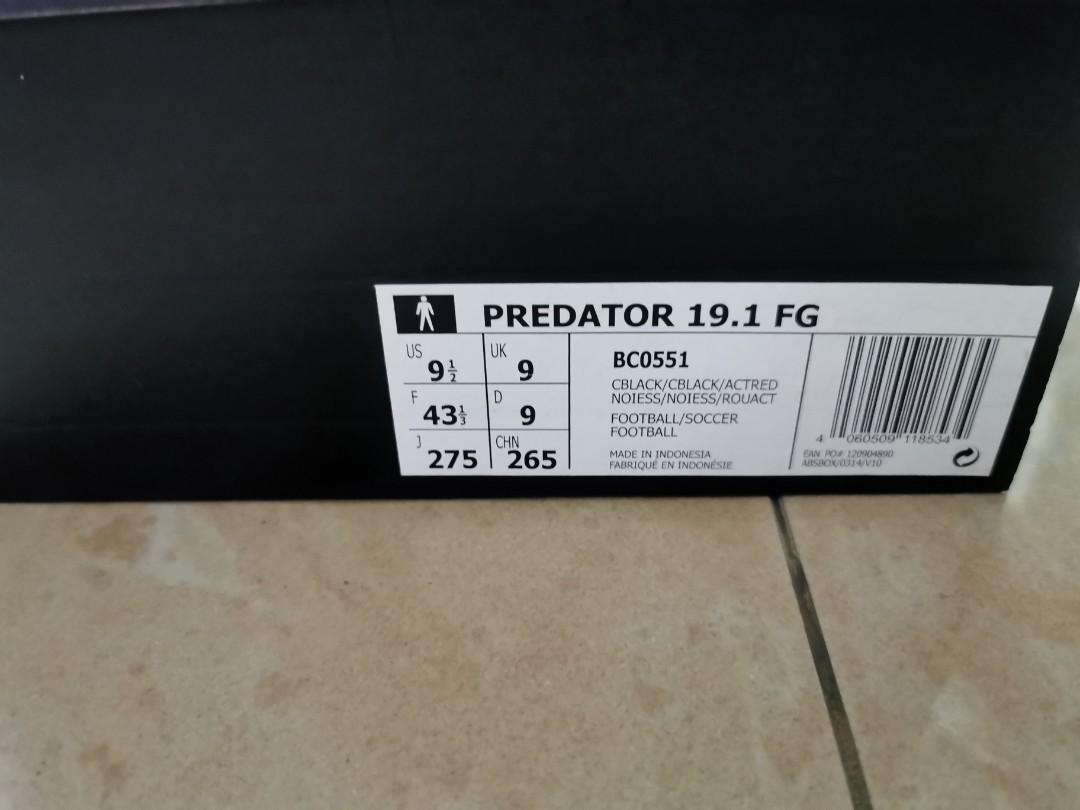 PREDATOR 19.1 FG
US 9½ UK 9
F 43⅓ D 9
J 275 CHN 265
BC0551
CBLACK/CBLACK/ACTRED
NOIESS/NOIESS/ROUACT
FOOTBALL/SOCCER
FOOTBALL
MADE IN INDONESIA
FABRIQUÉ EN INDONÉSIE
4 060509 118534
EAN PO# 120904890
ABSBOX/0314/V10